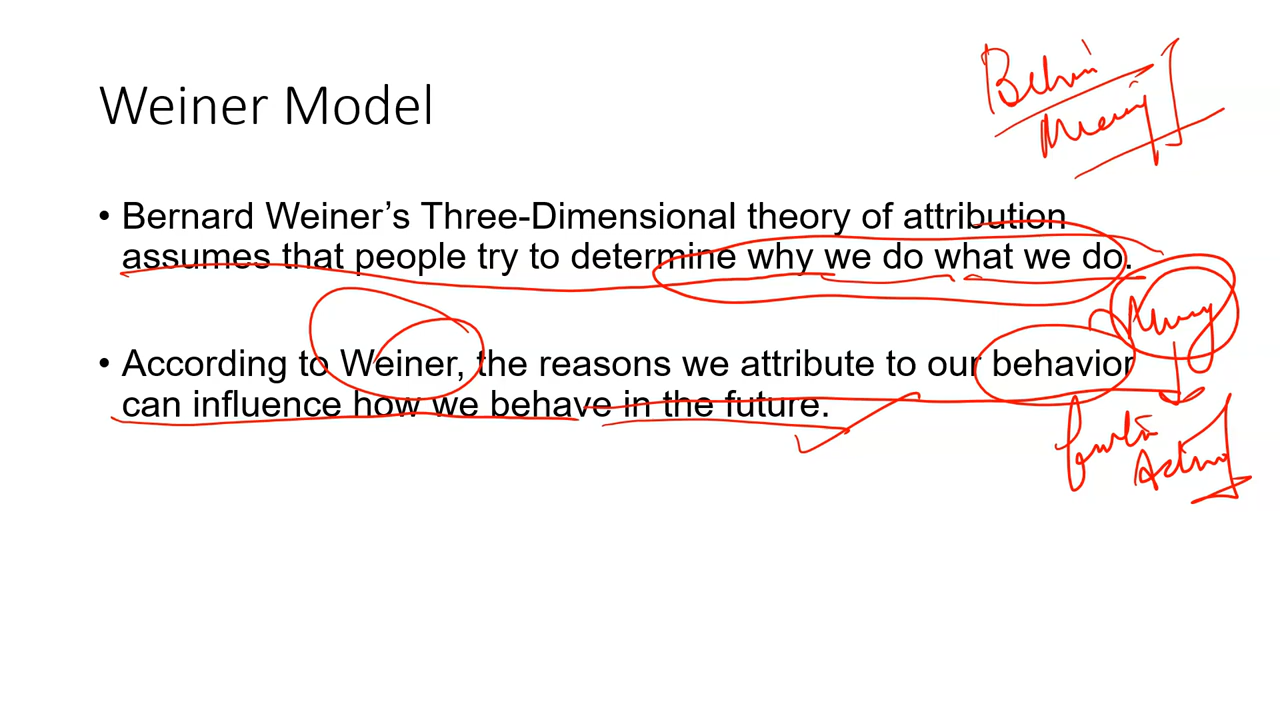 Weiner Model
• Bernard Weiner’s Three-Dimensional theory of attribution
assumes that people try to determine why we do what we do.
• According to Weiner, the reasons we attribute to our behavior
can influence how we behave in the future.